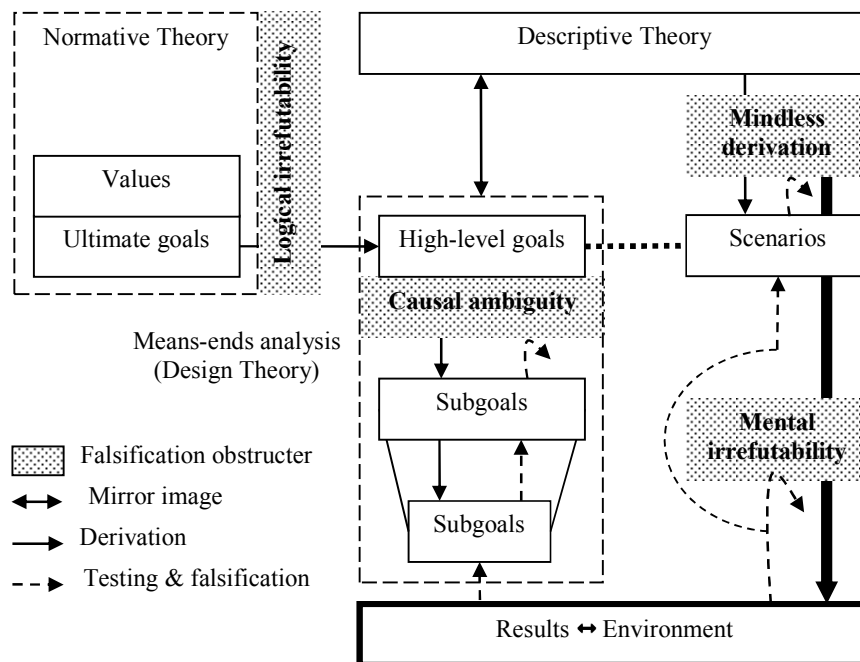 Normative Theory
Logical irrefutability
Descriptive Theory
Mindless
derivation
Values
Ultimate goals
High-level goals
Scenarios
Causal ambiguity
Means-ends analysis
(Design Theory)
Subgoals
Mental
irrefutability
Falsification obstructer
Mirror image
Derivation
Testing & falsification
Subgoals
Results ↔ Environment